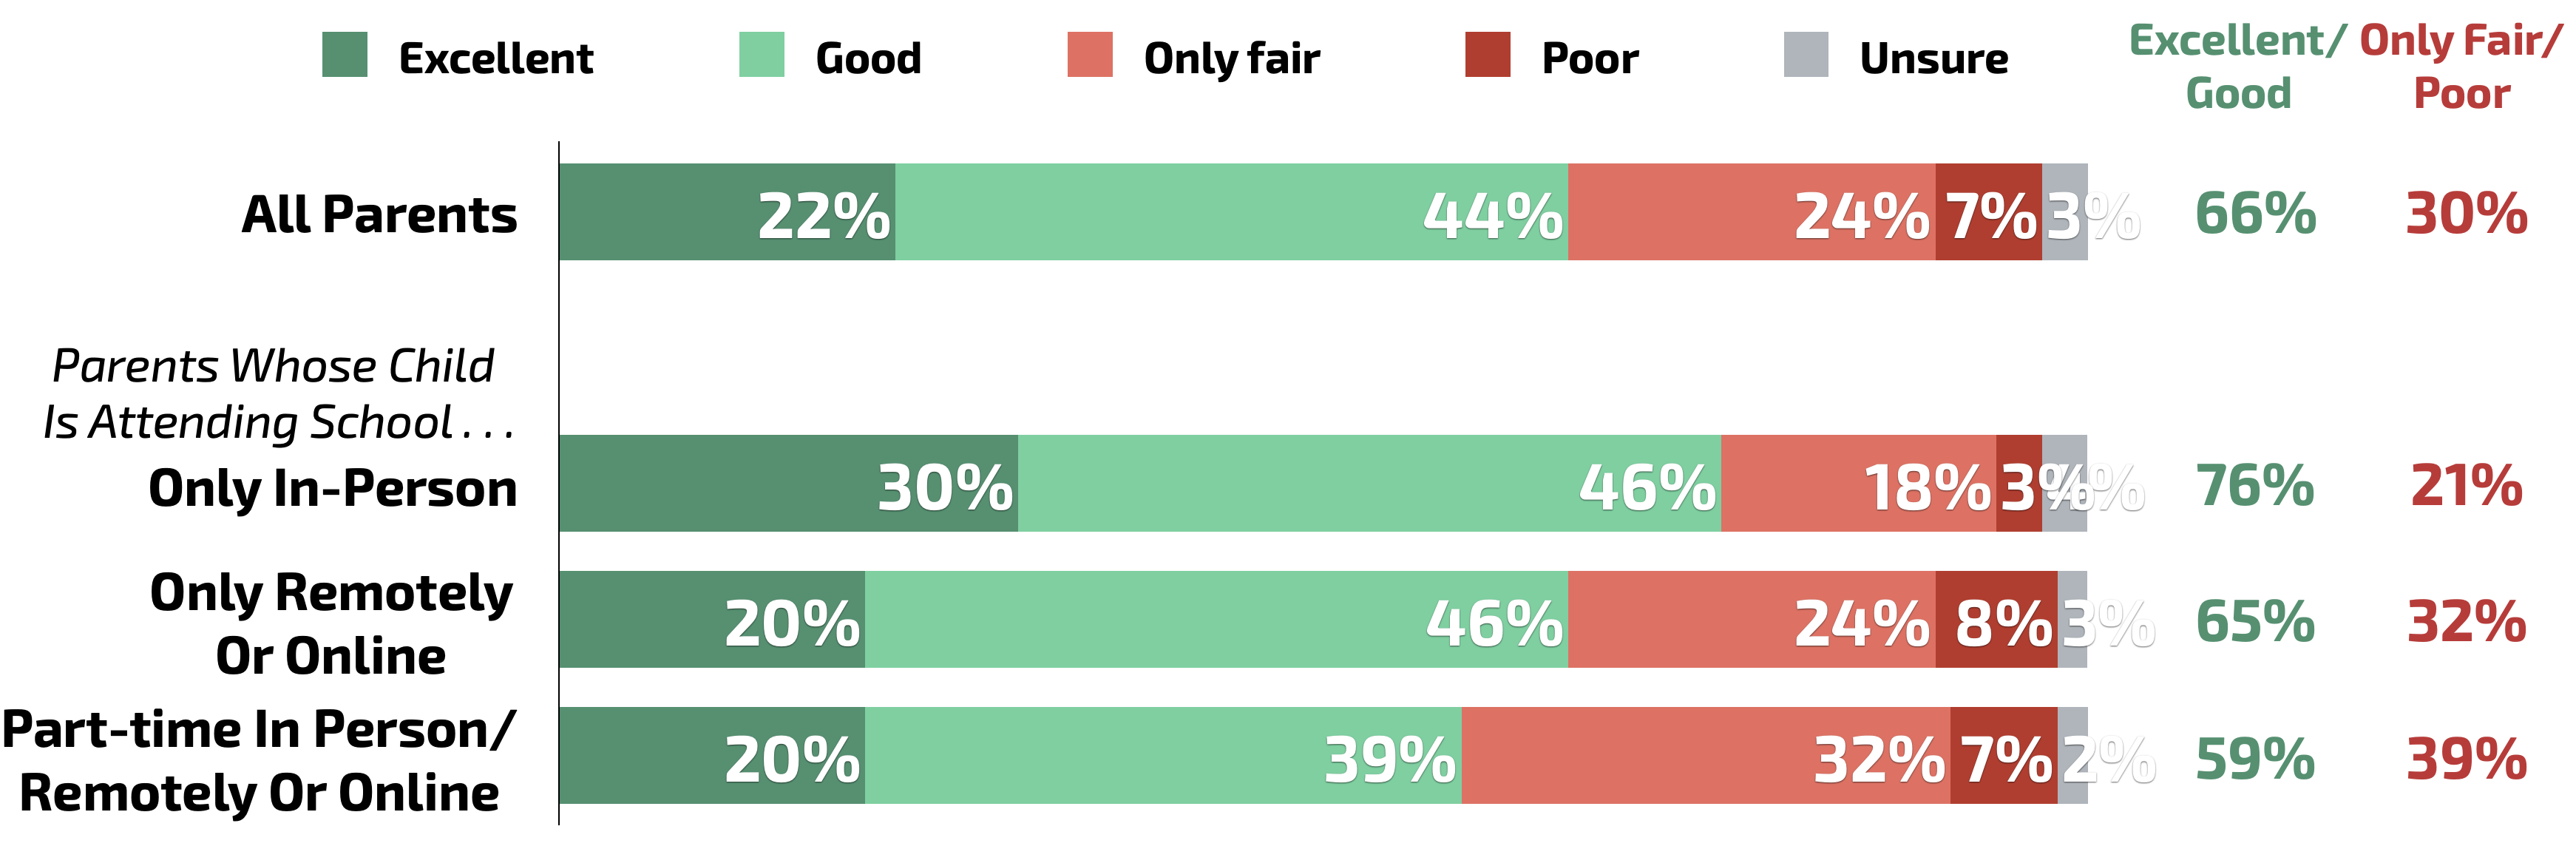 Excellent Good Only fair Poor Unsure
Excellent/
Good
Only Fair/
Poor
All Parents 22% 44% 24% 7% 3% 66% 30%
Parents Whose Child
Is Attending School . . .
Only In-Person 30% 46% 18% 3% 4% 76% 21%
Only Remotely
Or Online
20% 46% 24% 8% 3% 65% 32%
Part-time In Person/
Remotely Or Online
20% 39% 32% 7% 2% 59% 39%